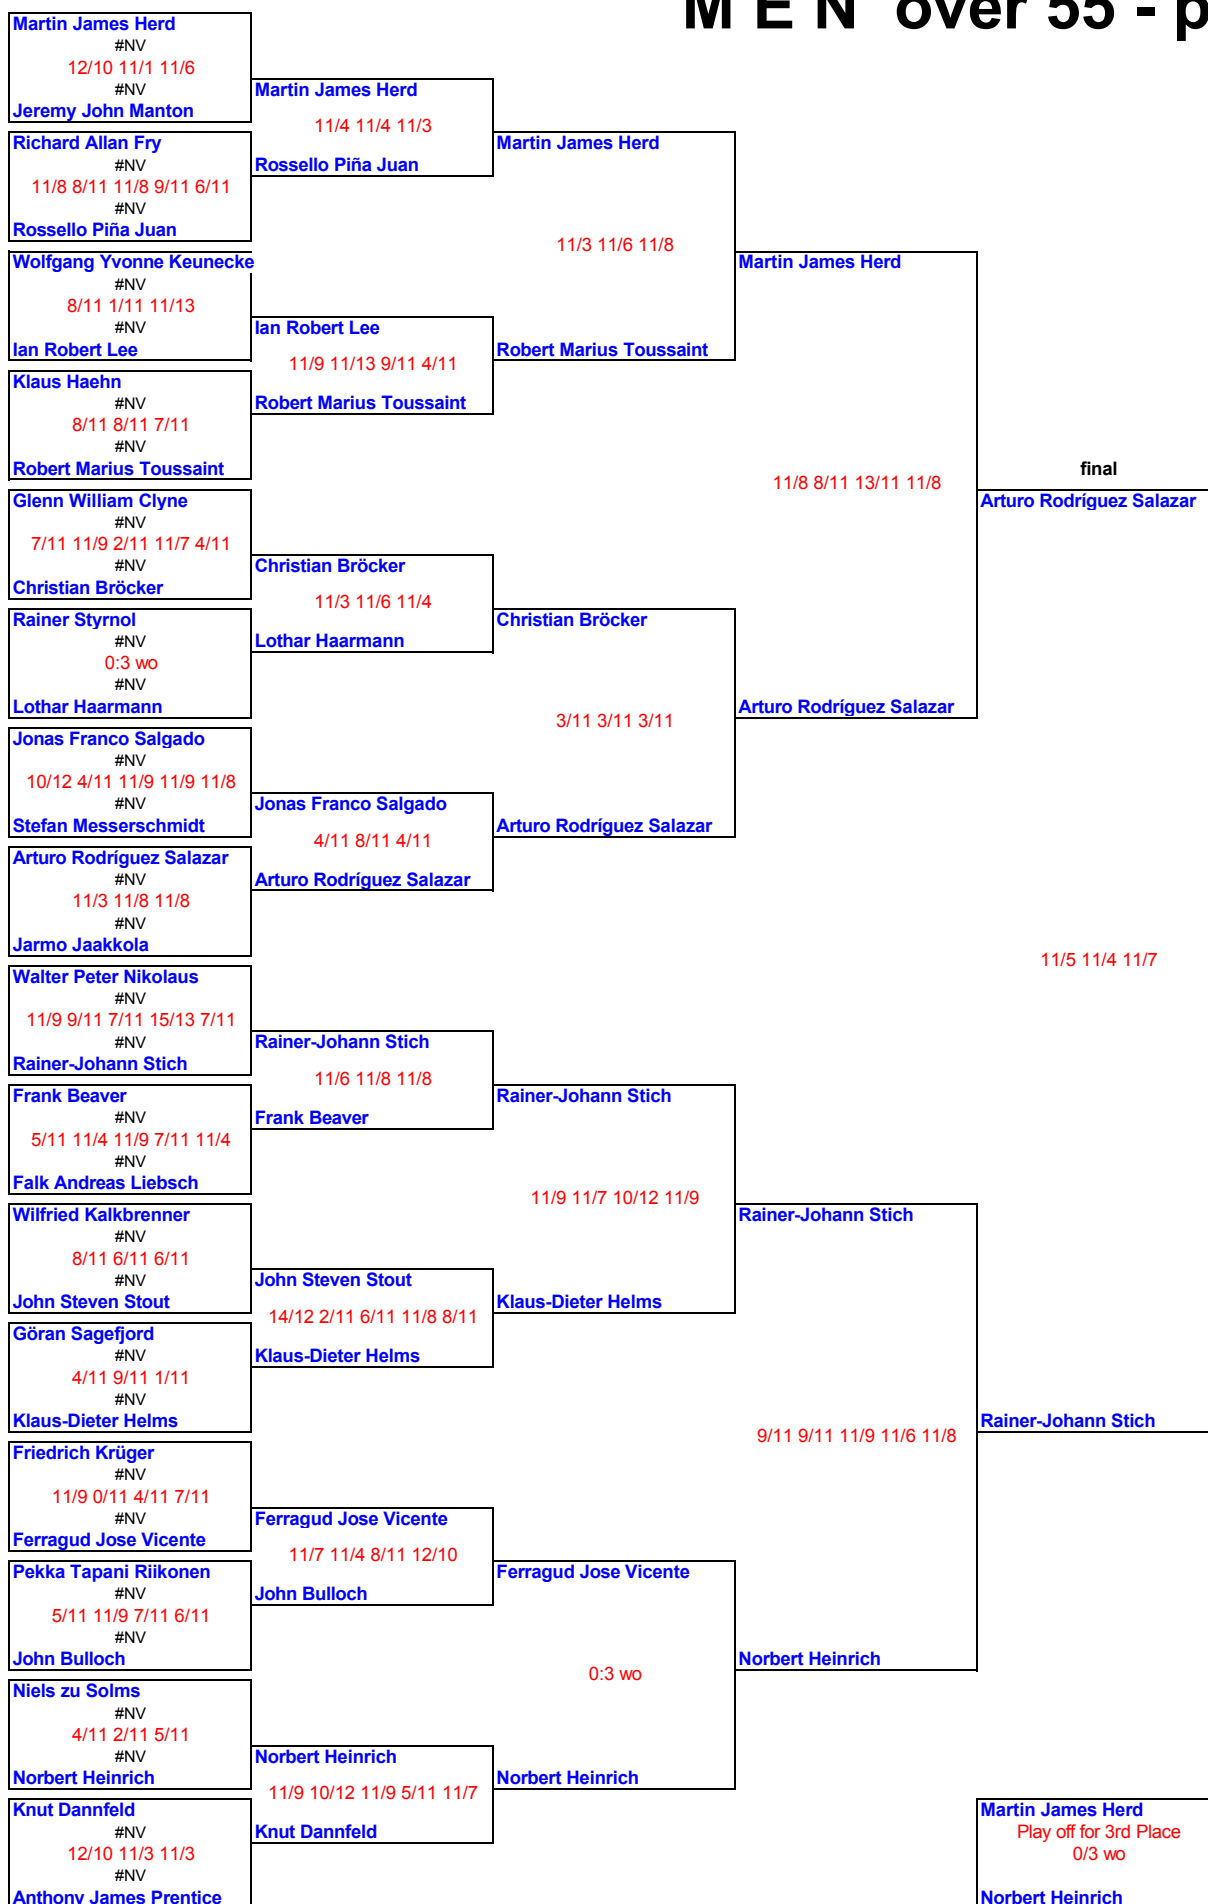 M E N over 55 - p
Martin James Herd
#NV
12/10 11/1 11/6
#NV
Jeremy John Manton
Richard Allan Fry
#NV
11/8 8/11 11/8 9/11 6/11
#NV
Rossello Piña Juan
Wolfgang Yvonne Keunecke
#NV
8/11 1/11 11/13
#NV
Ian Robert Lee
Klaus Haehn
#NV
8/11 8/11 7/11
#NV
Robert Marius Toussaint
Glenn William Clyne
#NV
7/11 11/9 2/11 11/7 4/11
#NV
Christian Bröcker
Rainer Styrnol
#NV
0:3 wo
#NV
Lothar Haarmann
Jonas Franco Salgado
#NV
10/12 4/11 11/9 11/9 11/8
#NV
Stefan Messerschmidt
Arturo Rodríguez Salazar
#NV
11/3 11/8 11/8
#NV
Jarmo Jaakkola
Walter Peter Nikolaus
#NV
11/9 9/11 7/11 15/13 7/11
#NV
Rainer-Johann Stich
Frank Beaver
#NV
5/11 11/4 11/9 7/11 11/4
#NV
Falk Andreas Liebsch
Wilfried Kalkbrenner
#NV
8/11 6/11 6/11
#NV
John Steven Stout
Göran Sagefjord
#NV
4/11 9/11 1/11
#NV
Klaus-Dieter Helms
Friedrich Krüger
#NV
11/9 0/11 4/11 7/11
#NV
Ferragud Jose Vicente
Pekka Tapani Riikonen
#NV
5/11 11/9 7/11 6/11
#NV
John Bulloch
Niels zu Solms
#NV
4/11 2/11 5/11
#NV
Norbert Heinrich
Knut Dannfeld
#NV
12/10 11/3 11/3
#NV
Anthony James Prentice
Martin James Herd
11/4 11/4 11/3
Rossello Piña Juan
Ian Robert Lee
11/9 11/13 9/11 4/11
Robert Marius Toussaint
Christian Bröcker
11/3 11/6 11/4
Lothar Haarmann
Jonas Franco Salgado
4/11 8/11 4/11
Arturo Rodríguez Salazar
Rainer-Johann Stich
11/6 11/8 11/8
Frank Beaver
John Steven Stout
14/12 2/11 6/11 11/8 8/11
Klaus-Dieter Helms
Ferragud Jose Vicente
11/7 11/4 8/11 12/10
John Bulloch
Norbert Heinrich
11/9 10/12 11/9 5/11 11/7
Knut Dannfeld
Martin James Herd
11/3 11/6 11/8
Robert Marius Toussaint
Christian Bröcker
3/11 3/11 3/11
Arturo Rodríguez Salazar
Rainer-Johann Stich
11/9 11/7 10/12 11/9
Klaus-Dieter Helms
Ferragud Jose Vicente
0:3 wo
Norbert Heinrich
Martin James Herd
11/8 8/11 13/11 11/8
Arturo Rodríguez Salazar
Rainer-Johann Stich
9/11 9/11 11/9 11/6 11/8
Norbert Heinrich
final
Arturo Rodríguez Salazar
11/5 11/4 11/7
Rainer-Johann Stich
Martin James Herd
Play off for 3rd Place
0/3 wo
Norbert Heinrich